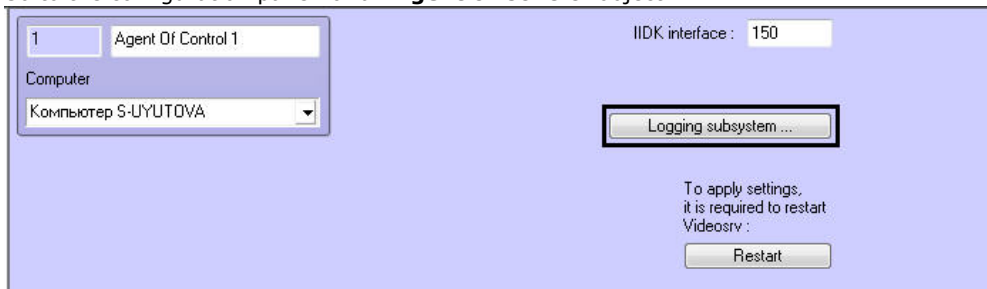 1
Agent Of Control 1
IIDK interface : 150
Computer
Компьютер S-UYUTOVA
Logging subsystem ...
To apply settings,
it is required to restart
Videosrv :
Restart